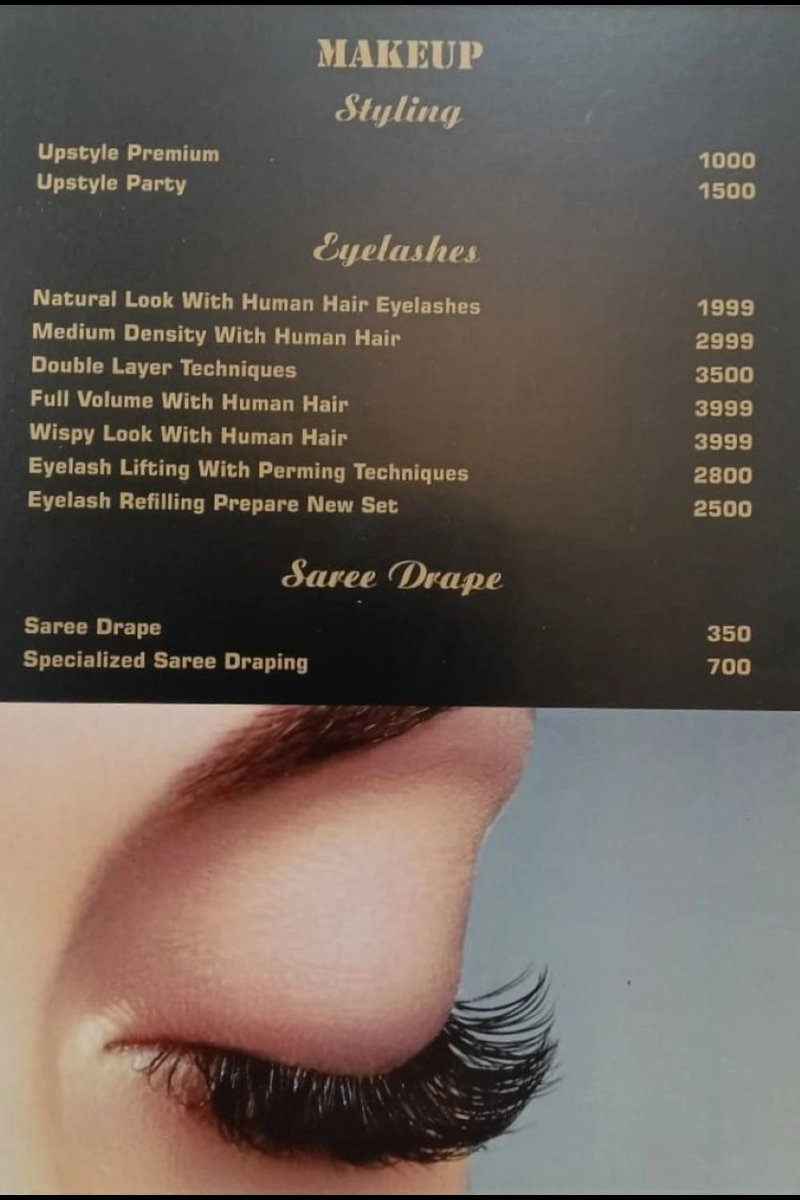 MAKEUP
Styling
Upstyle Premium 1000
Upstyle Party 1500
Eyelashes
Natural Look With Human Hair Eyelashes 1999
Medium Density With Human Hair 2999
Double Layer Techniques 3500
Full Volume With Human Hair 3999
Wispy Look With Human Hair 3999
Eyelash Lifting With Perming Techniques 2800
Eyelash Refilling Prepare New Set 2500
Saree Drape
Saree Drape 350
Specialized Saree Draping 700